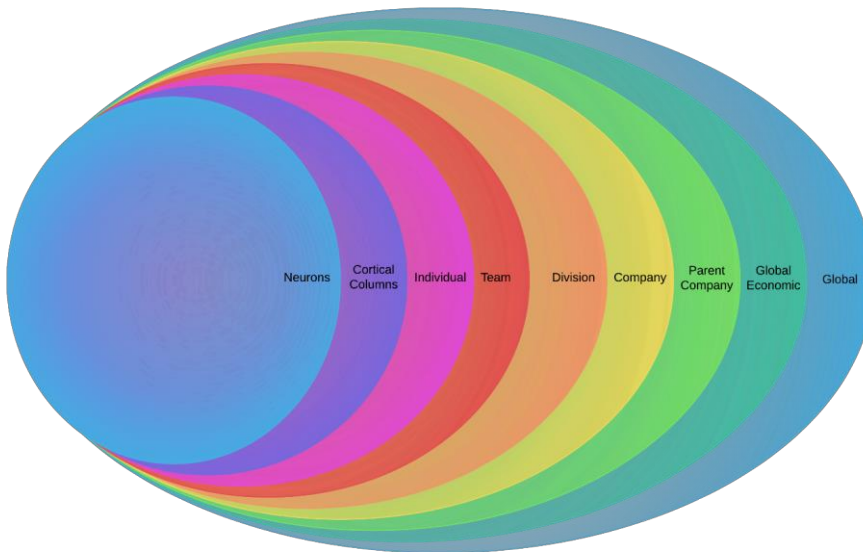 Neurons
Cortical
Columns
Individual
Team
Division
Company
Parent
Company
Global
Economic
Global